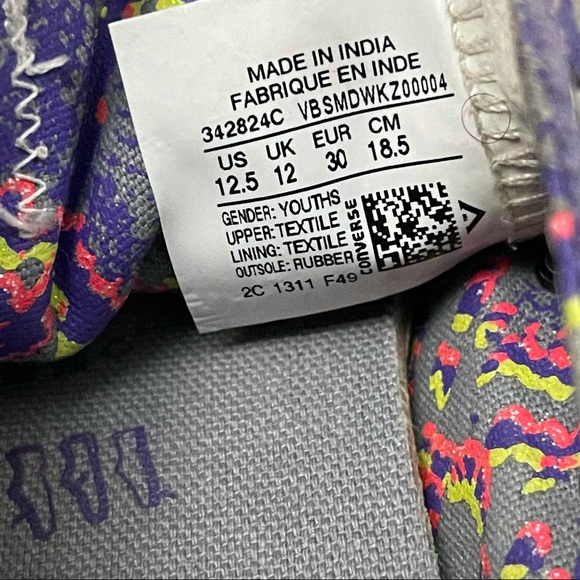 MADE IN INDIA
FABRIQUE EN INDE
342824C VBSMDWKZ00004
US UK EUR CM
12.5 12 30 18.5
GENDER: YOUTHS
UPPER: TEXTILE
LINING: TEXTILE
OUTSOLE: RUBBER
CONVERSE
2C 1311 F49